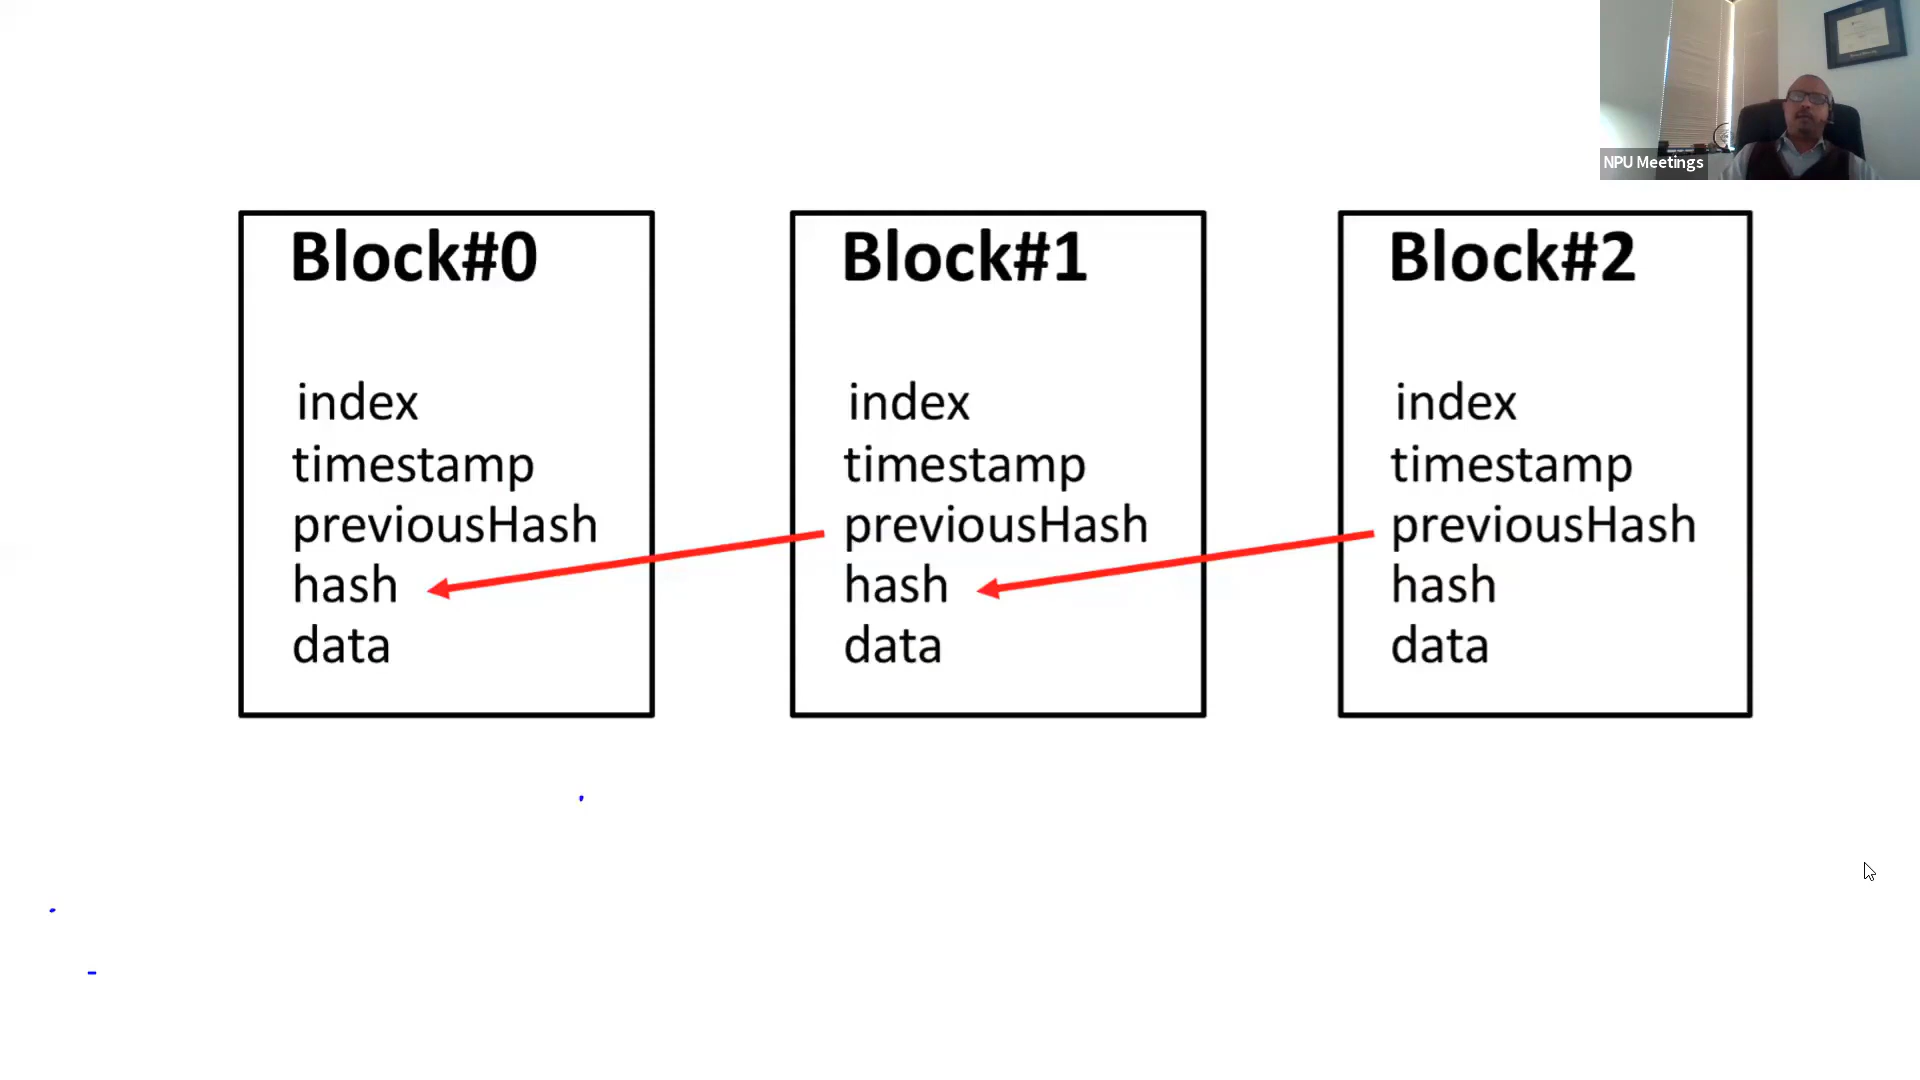 NPU Meetings
Block#0
index
timestamp
previousHash
hash
data
Block#1
index
timestamp
previousHash
hash
data
Block#2
index
timestamp
previousHash
hash
data